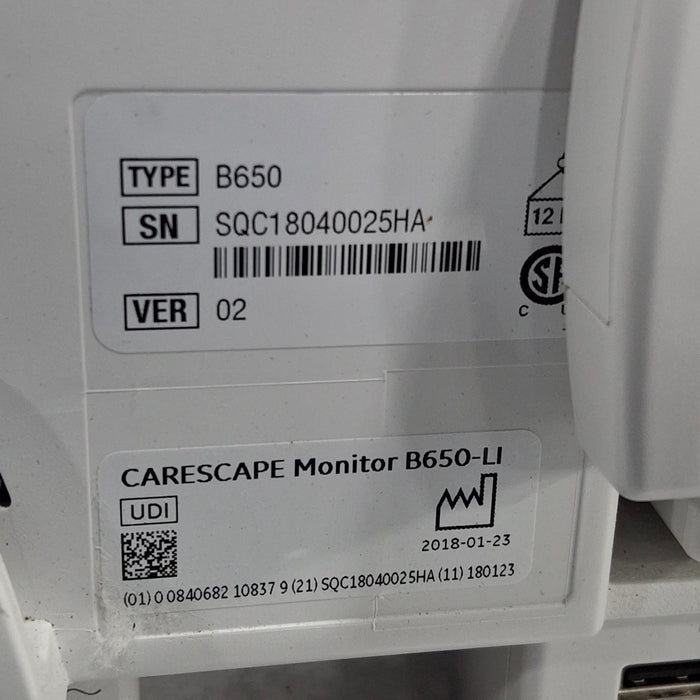 TYPE B650
SN SQC18040025HA
VER 02
12
C
CARESCAPE Monitor B650-LI
UDI
2018-01-23
(01) 0 0840682 10837 9 (21) SQC18040025HA (11) 180123